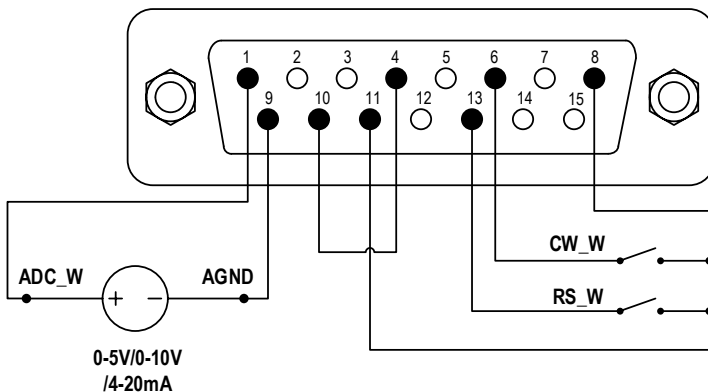 1 2 3 4 5 6 7 8
9 10 11 12 13 14 15
CW_W
ADC_W AGND
RS_W
+ −
0-5V/0-10V
/4-20mA